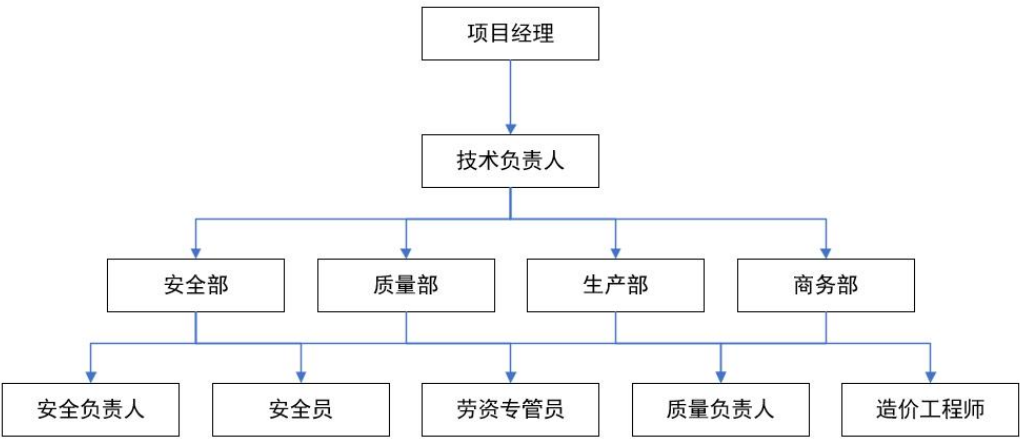 项目经理
技术负责人
安全部
质量部
生产部
商务部
安全负责人
安全员
劳资专管员
质量负责人
造价工程师